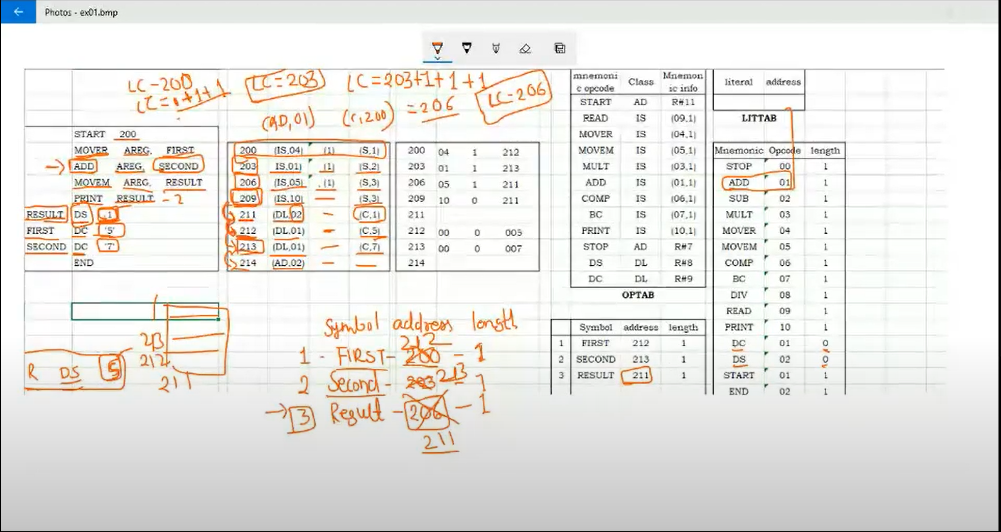 Photos - ex01.bmp
LC-200
LC=1+1+1
LC=203
LC=203+1+1+1
=206
LC-206
(AD,01) (C,200)
START 200
MOVER AREG, FIRST
→ ADD AREG, SECOND
MOVEM AREG, RESULT
PRINT RESULT - 2
RESULT DS 1
FIRST DC '5'
SECOND DC '7'
END
200 (IS,04) (1) (S,1)
203 (IS,01) (1) (S,2)
206 (IS,05) (1) (S,3)
209 (IS,10) – (S,3)
211 (DL,02) – (C,1)
212 (DL,01) – (C,5)
213 (DL,01) – (C,7)
214 (AD,02) – –
200 04 1 212
203 01 1 213
206 05 1 211
209 10 0 211
211
212 00 0 005
213 00 0 007
214
mnemonic opcode Class Mnemonic info
START AD R#11
READ IS (09,1)
MOVER IS (04,1)
MOVEM IS (05,1)
MULT IS (03,1)
ADD IS (01,1)
COMP IS (06,1)
BC IS (07,1)
PRINT IS (10,1)
STOP AD R#7
DS DL R#8
DC DL R#9
OPTAB
literal address
LITTAB
Mnemonic Opcode length
STOP 00 1
ADD 01 1
SUB 02 1
MULT 03 1
MOVER 04 1
MOVEM 05 1
COMP 06 1
BC 07 1
DIV 08 1
READ 09 1
PRINT 10 1
DC 01 0
DS 02 0
START 01 1
END 02 1
Symbol address length
1 FIRST 212 1
2 SECOND 213 1
3 RESULT 211 1
R DS 5
213
212
211
Symbol address length
212
1 - FIRST - 200 - 1
2 Second - 203 213 1
→ 3 Result - 206 - 1
211